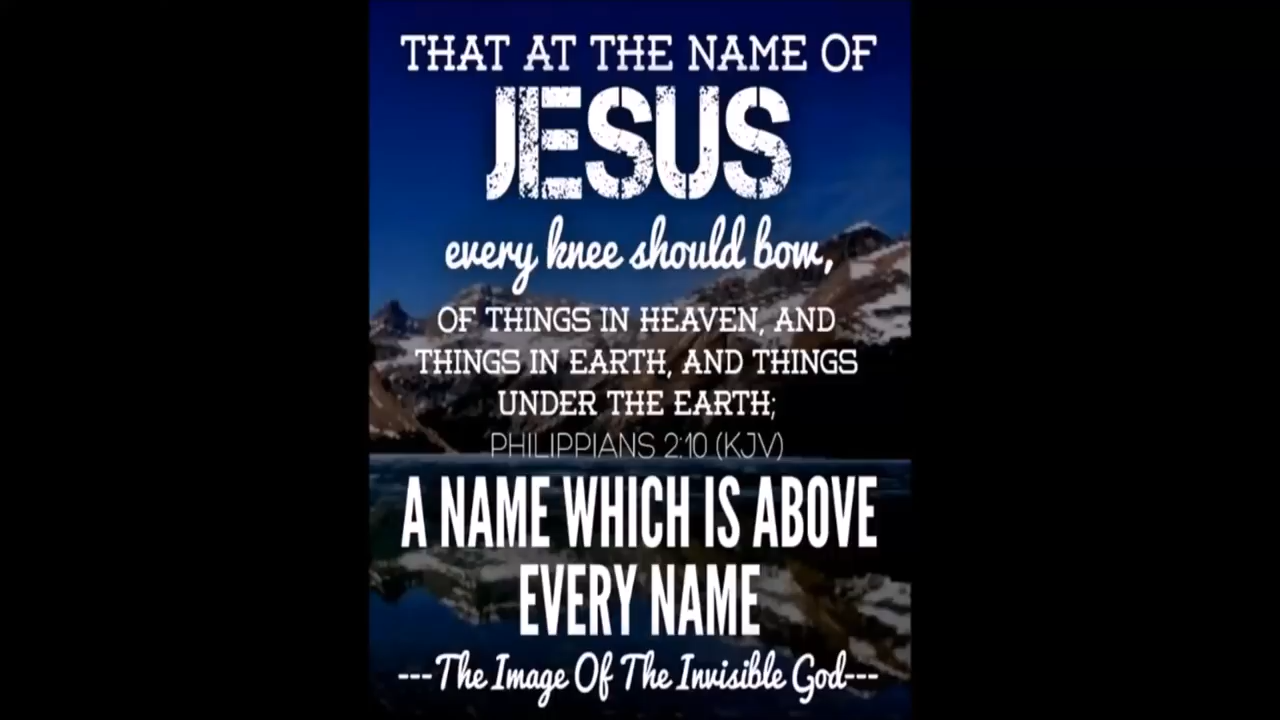 THAT AT THE NAME OF
JESUS
every knee should bow,
OF THINGS IN HEAVEN, AND
THINGS IN EARTH, AND THINGS
UNDER THE EARTH;
PHILIPPIANS 2:10 (KJV)
A NAME WHICH IS ABOVE
EVERY NAME
---The Image Of The Invisible God---